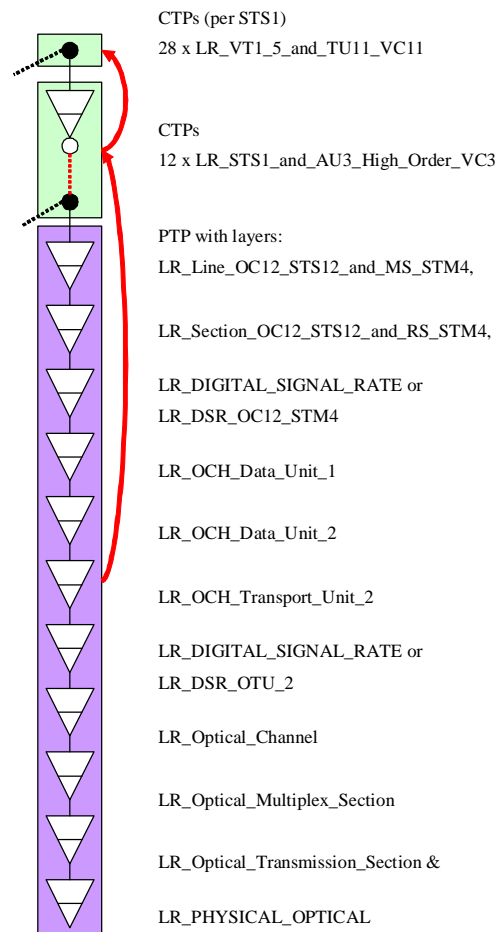 CTPs (per STS1)
28 x LR_VT1_5_and_TU11_VC11
CTPs
12 x LR_STS1_and_AU3_High_Order_VC3
PTP with layers:
LR_Line_OC12_STS12_and_MS_STM4,
LR_Section_OC12_STS12_and_RS_STM4,
LR_DIGITAL_SIGNAL_RATE or
LR_DSR_OC12_STM4
LR_OCH_Data_Unit_1
LR_OCH_Data_Unit_2
LR_OCH_Transport_Unit_2
LR_DIGITAL_SIGNAL_RATE or
LR_DSR_OTU_2
LR_Optical_Channel
LR_Optical_Multiplex_Section
LR_Optical_Transmission_Section &
LR_PHYSICAL_OPTICAL